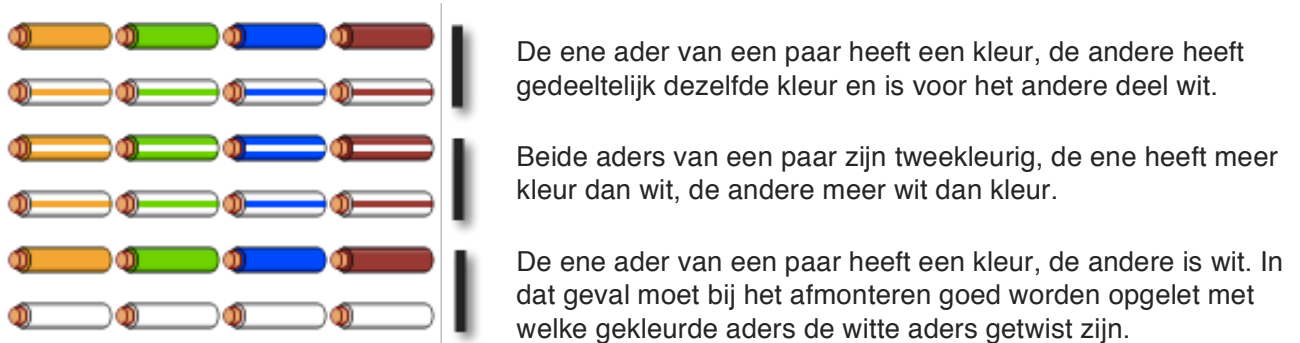 De ene ader van een paar heeft een kleur, de andere heeft
gedeeltelijk dezelfde kleur en is voor het andere deel wit.
Beide aders van een paar zijn tweekleurig, de ene heeft meer
kleur dan wit, de andere meer wit dan kleur.
De ene ader van een paar heeft een kleur, de andere is wit. In
dat geval moet bij het afmonteren goed worden opgelet met
welke gekleurde aders de witte aders getwist zijn.